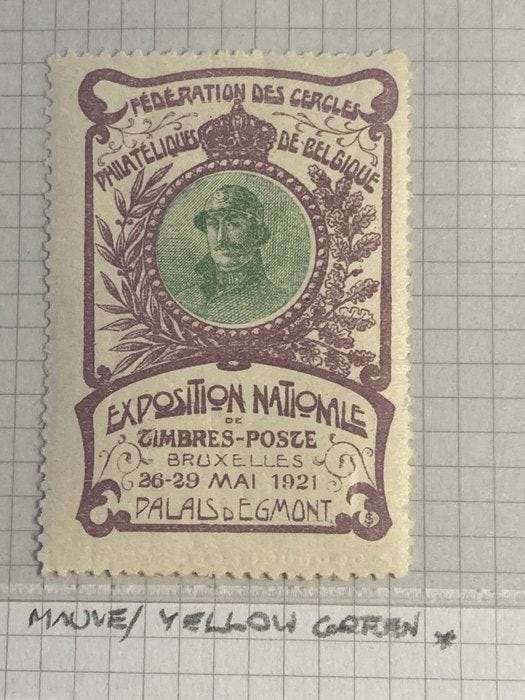 FÉDÉRATION DES CERCLES
PHILATÉLIQUES DE BELGIQUE
EXPOSITION NATIONALE
DE
TIMBRES-POSTE
BRUXELLES
26-29 MAI 1921
PALAIS D'EGMONT
MAUVE/ YELLOW GREEN *